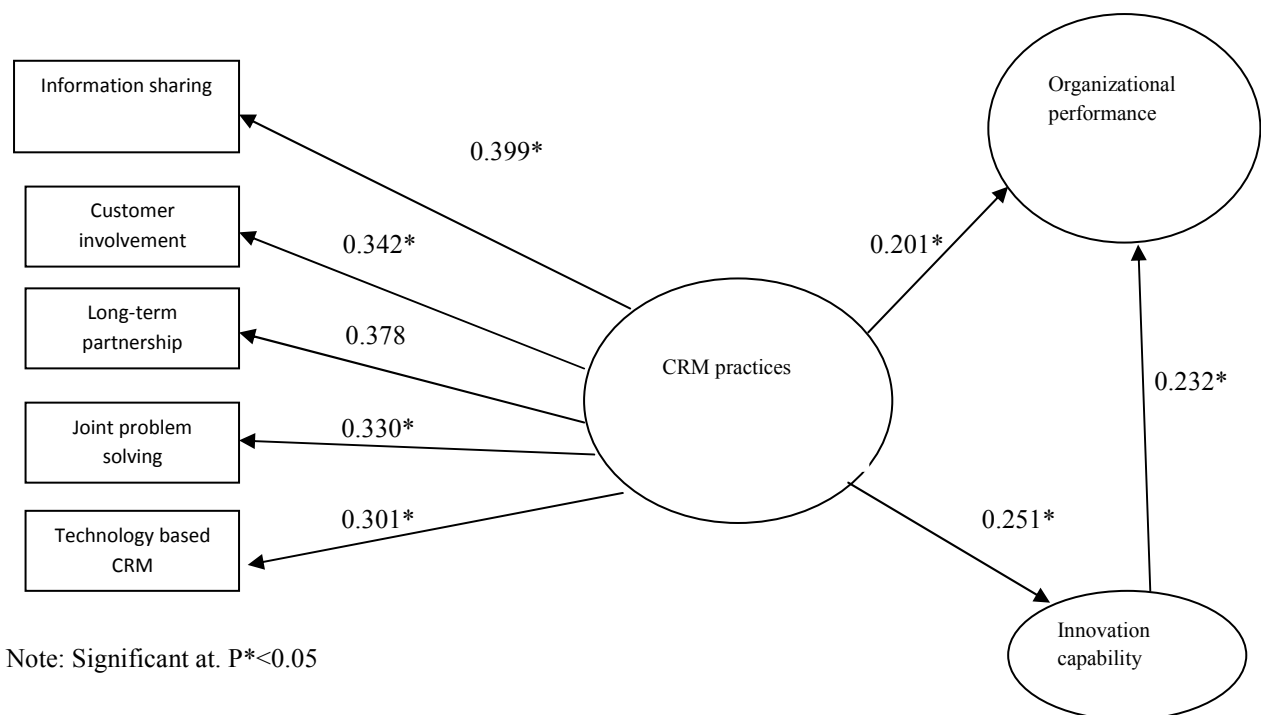 Information sharing
Customer
involvement
Long-term
partnership
Joint problem
solving
Technology based
CRM
0.399*
0.342*
0.378
0.330*
0.301*
CRM practices
0.201*
0.251*
0.232*
Organizational
performance
Innovation
capability
Note: Significant at. P*<0.05